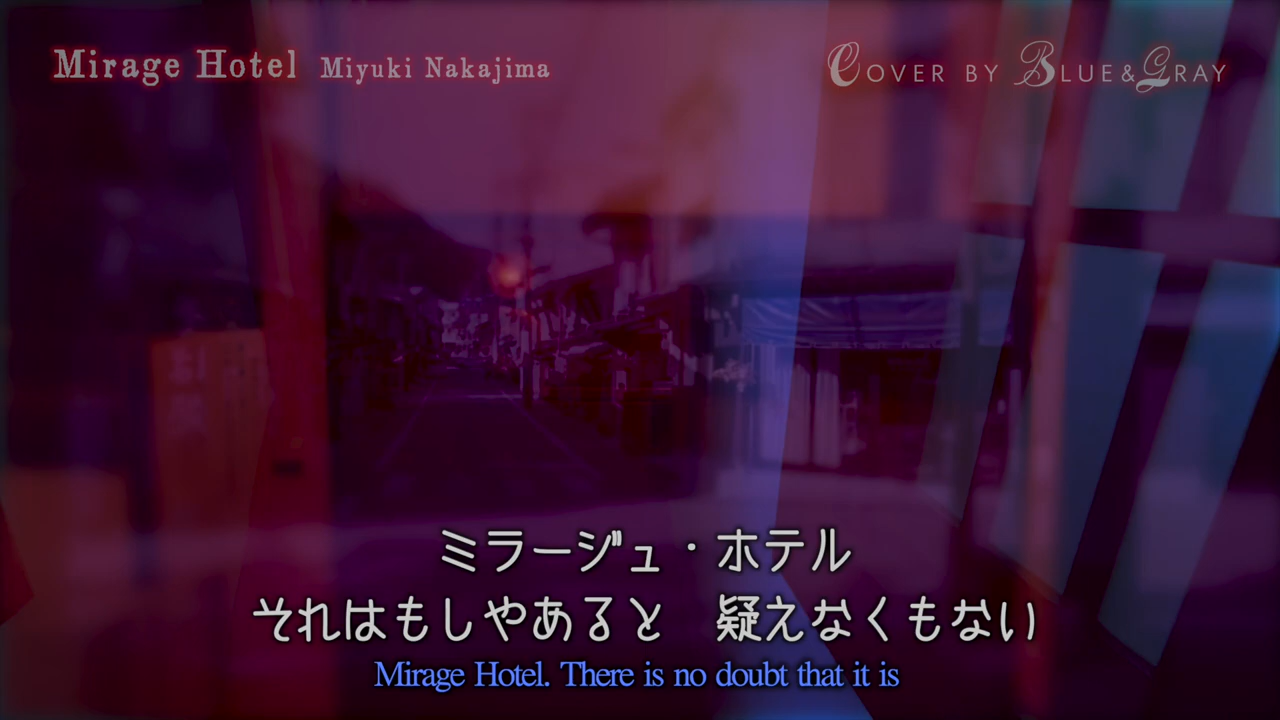 Mirage Hotel Miyuki Nakajima
Cover by Blue&Gray
ミラージュ・ホテル
それはもしやあると 疑えなくもない
Mirage Hotel. There is no doubt that it is